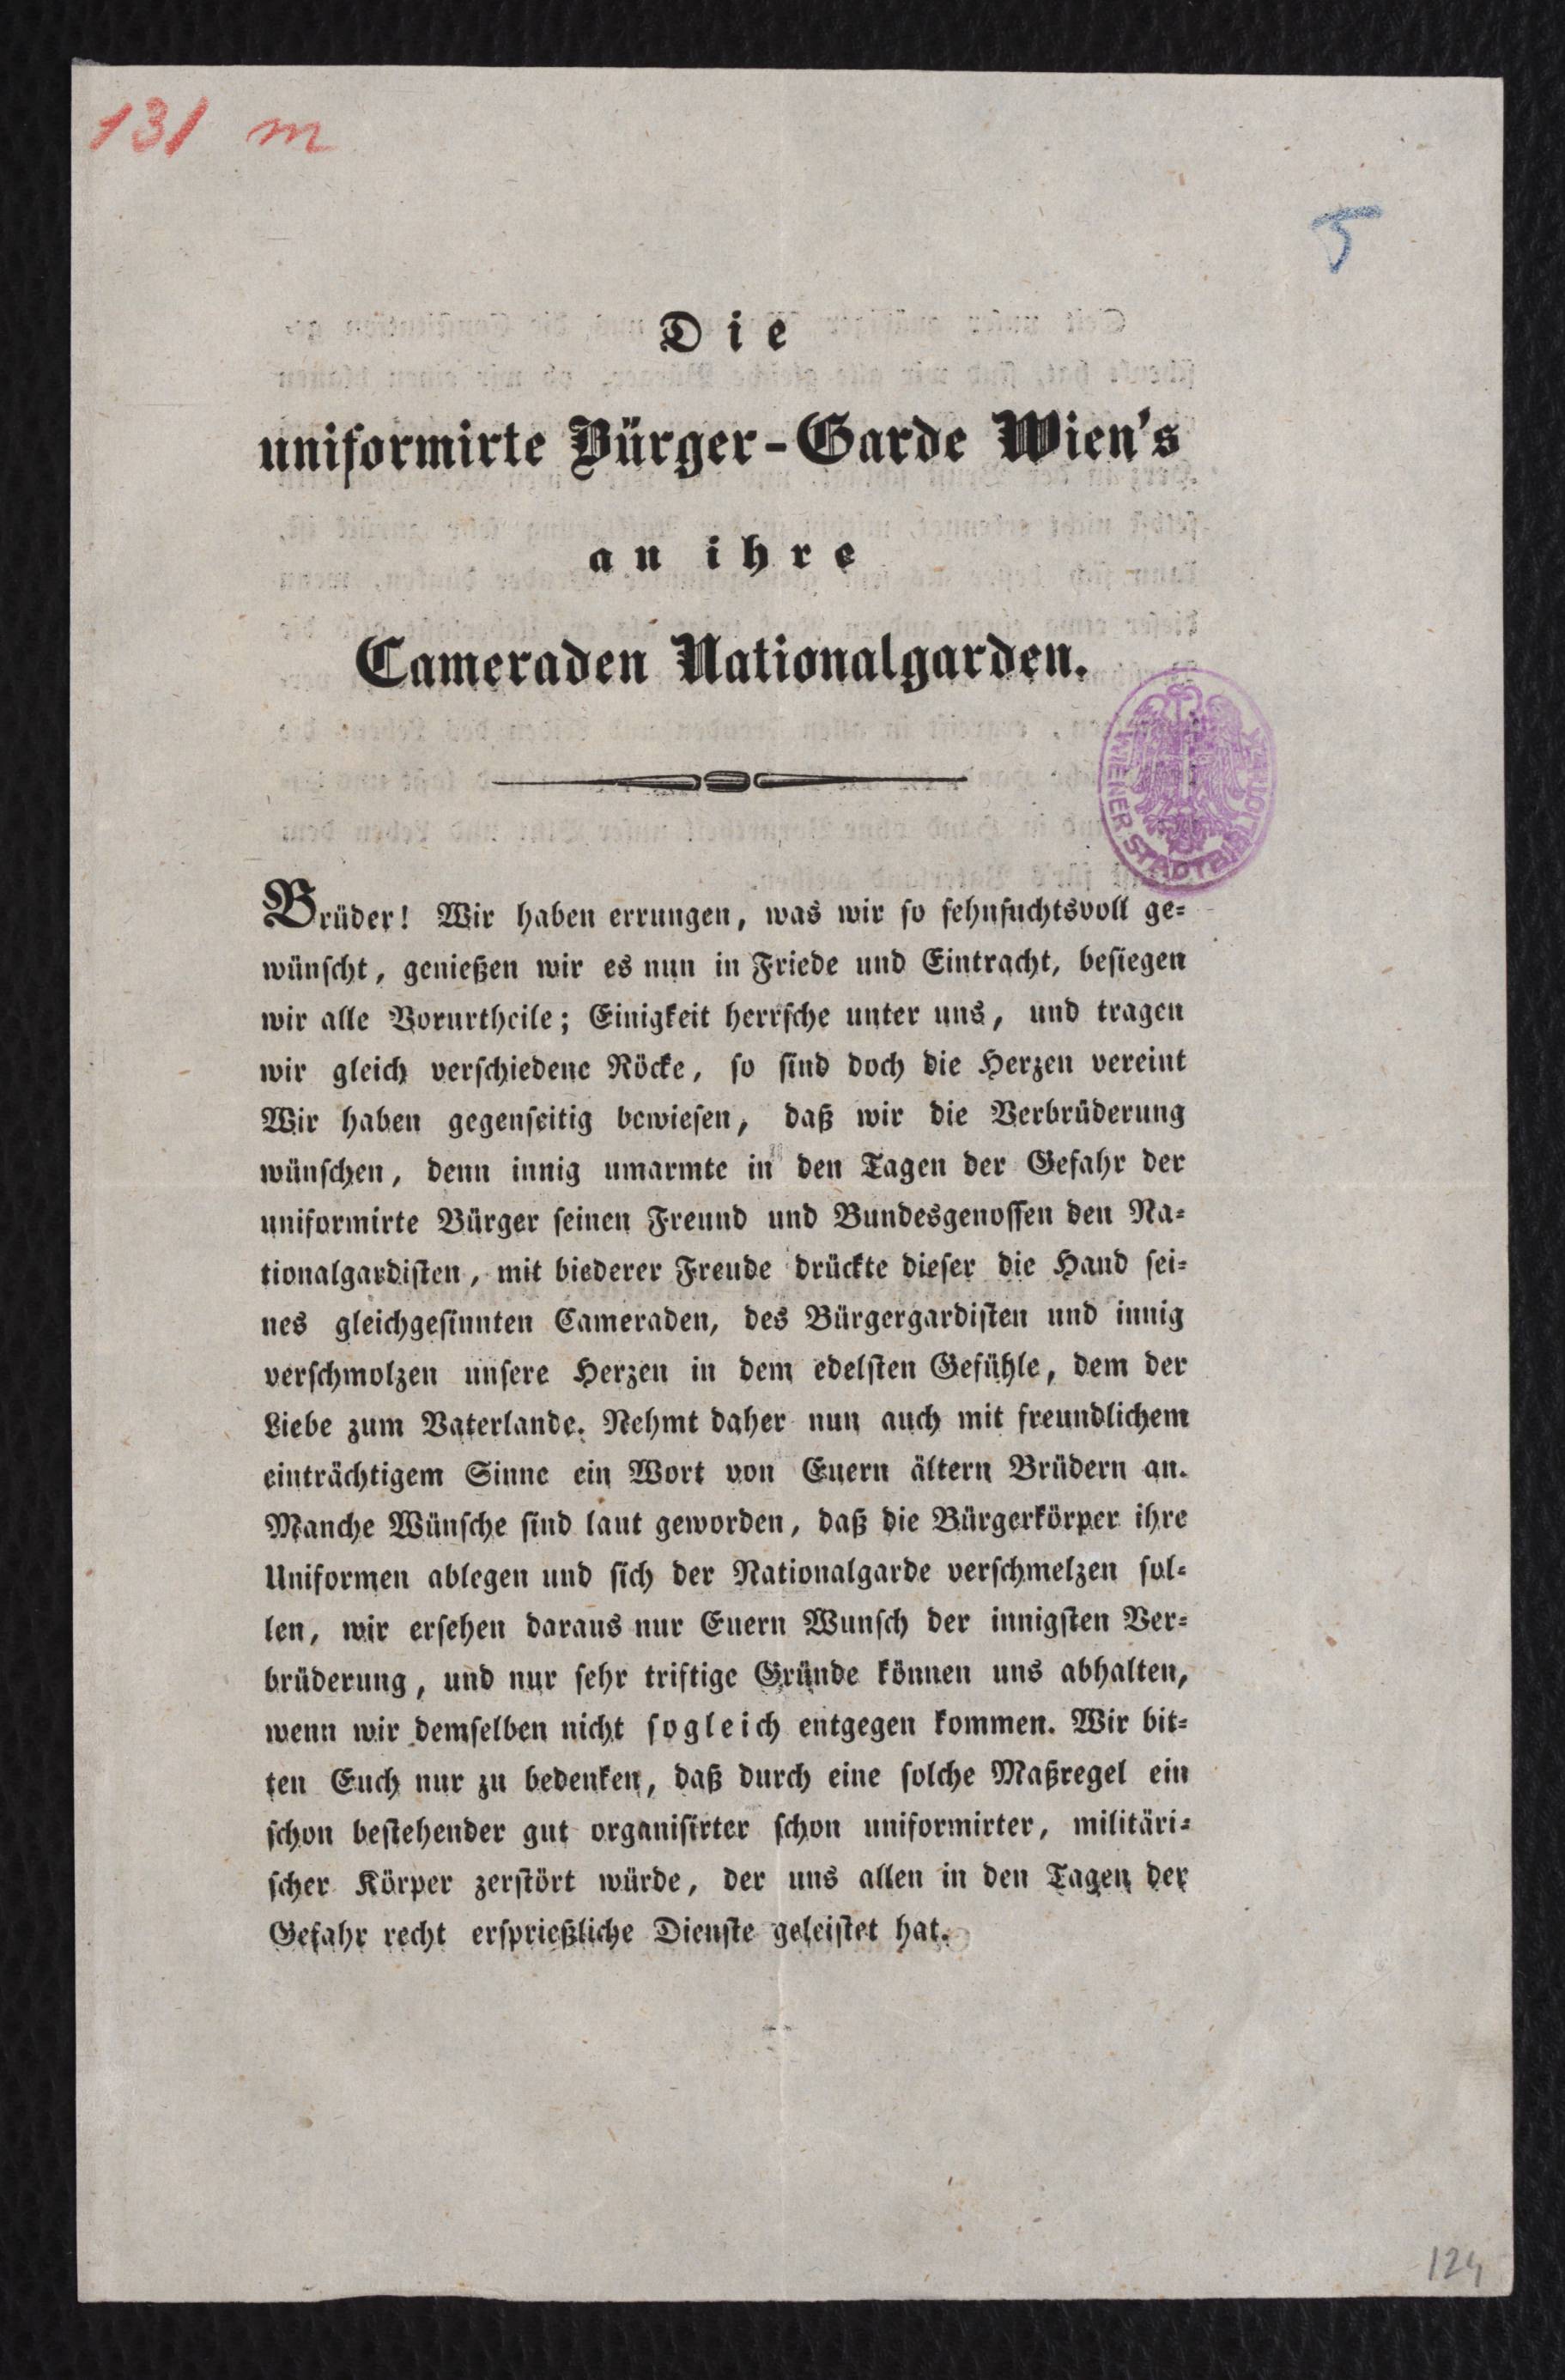 131 m
5
Die
uniformirte Bürger-Garde Wien's
an ihre
Cameraden Nationalgarden.
WIENER STADTBIBLIOTHEK
Brüder! Wir haben errungen, was wir so sehnsuchtsvoll ge=
wünscht, genießen wir es nun in Friede und Eintracht, besiegen
wir alle Vorurtheile; Einigkeit herrsche unter uns, und tragen
wir gleich verschiedene Röcke, so sind doch die Herzen vereint
Wir haben gegenseitig bewiesen, daß wir die Verbrüderung
wünschen, denn innig umarmte in den Tagen der Gefahr der
uniformirte Bürger seinen Freund und Bundesgenossen den Na=
tionalgardisten, mit biederer Freude drückte dieser die Hand sei=
nes gleichgesinnten Cameraden, des Bürgergardisten und innig
verschmolzen unsere Herzen in dem edelsten Gefühle, dem der
Liebe zum Vaterlande. Nehmt daher nun auch mit freundlichem
einträchtigem Sinne ein Wort von Euern ältern Brüdern an.
Manche Wünsche sind laut geworden, daß die Bürgerkörper ihre
Uniformen ablegen und sich der Nationalgarde verschmelzen sol=
len, wir ersehen daraus nur Euern Wunsch der innigsten Ver=
brüderung, und nur sehr triftige Gründe können uns abhalten,
wenn wir demselben nicht sogleich entgegen kommen. Wir bit=
ten Euch nur zu bedenken, daß durch eine solche Maßregel ein
schon bestehender gut organisirter schon uniformirter, militäri=
scher Körper zerstört würde, der uns allen in den Tagen der
Gefahr recht ersprießliche Dienste geleistet hat.
124